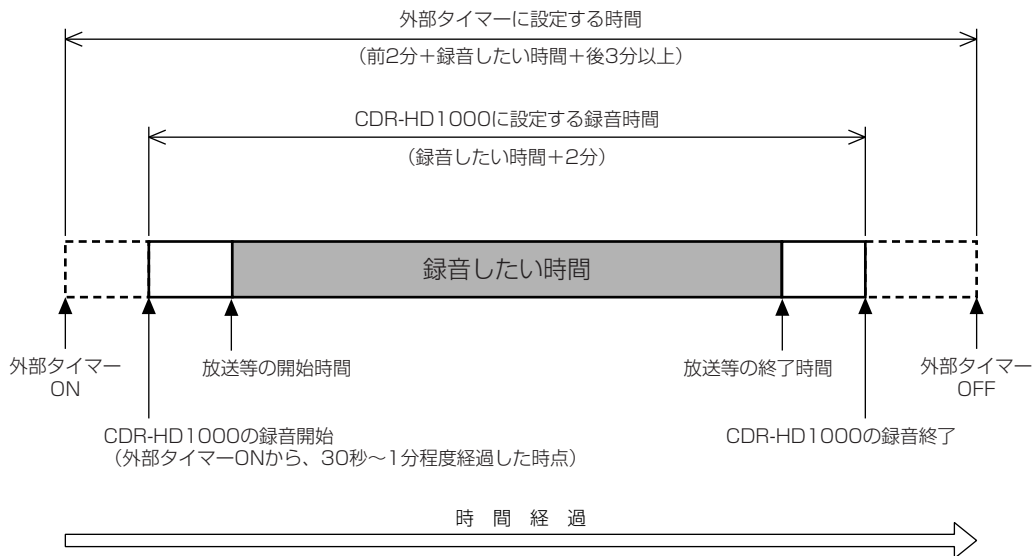 外部タイマーに設定する時間
（前2分＋録音したい時間＋後3分以上）
CDR-HD1000に設定する録音時間
（録音したい時間＋2分）
録音したい時間
外部タイマー
ON
放送等の開始時間
放送等の終了時間
外部タイマー
OFF
CDR-HD1000の録音開始
（外部タイマーONから、30秒～1分程度経過した時点）
CDR-HD1000の録音終了
時 間 経 過